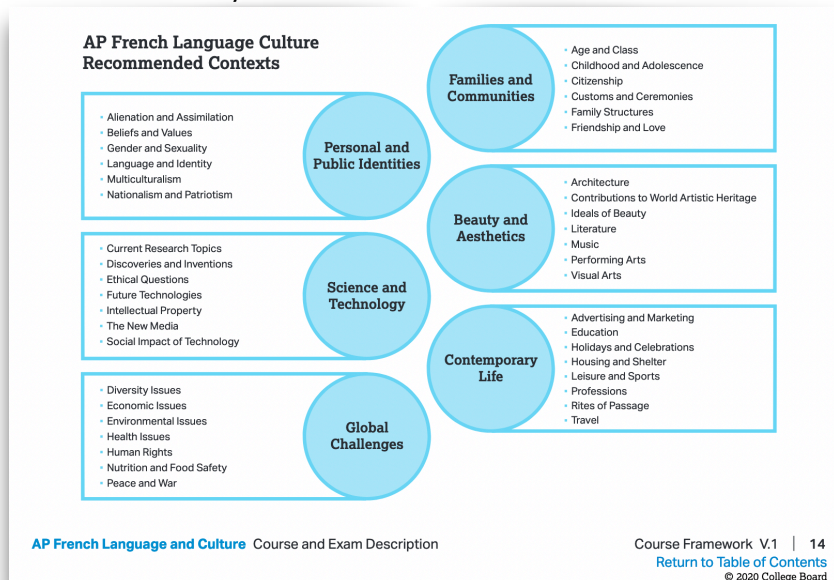 AP French Language Culture
Recommended Contexts
Alienation and Assimilation
Beliefs and Values
Gender and Sexuality
Language and Identity
Multiculturalism
Nationalism and Patriotism
Personal and
Public Identities
Families and
Communities
Age and Class
Childhood and Adolescence
Citizenship
Customs and Ceremonies
Family Structures
Friendship and Love
Current Research Topics
Discoveries and Inventions
Ethical Questions
Future Technologies
Intellectual Property
The New Media
Social Impact of Technology
Science and
Technology
Beauty and
Aesthetics
Architecture
Contributions to World Artistic Heritage
Ideals of Beauty
Literature
Music
Performing Arts
Visual Arts
Diversity Issues
Economic Issues
Environmental Issues
Health Issues
Human Rights
Nutrition and Food Safety
Peace and War
Global
Challenges
Contemporary
Life
Advertising and Marketing
Education
Holidays and Celebrations
Housing and Shelter
Leisure and Sports
Professions
Rites of Passage
Travel
AP French Language and Culture Course and Exam Description
Course Framework V.1 | 14
Return to Table of Contents
© 2020 College Board